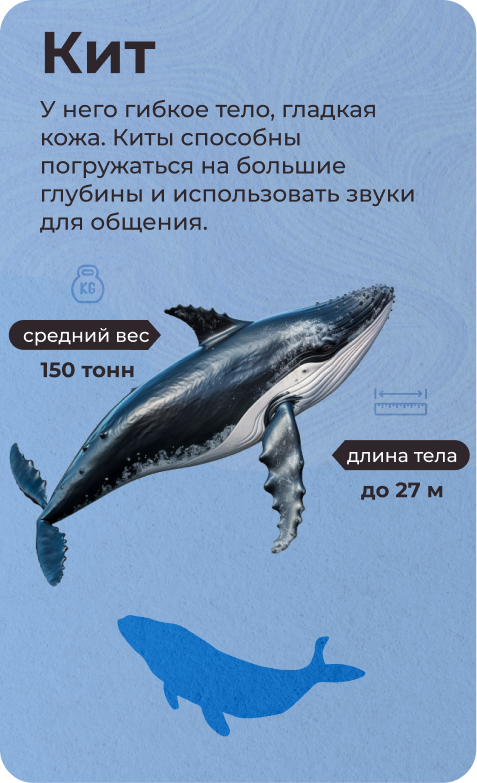 Кит
У него гибкое тело, гладкая
кожа. Киты способны
погружаться на большие
глубины и использовать звуки
для общения.
KG
средний вес
150 тонн
длина тела
до 27 м